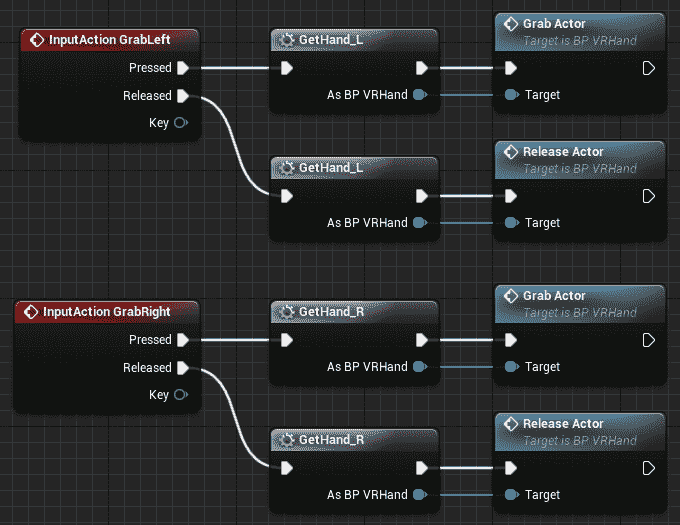 InputAction GrabLeft
Pressed
Released
Key
GetHand_L
As BP VRHand
Grab Actor
Target is BP VRHand
Target
GetHand_L
As BP VRHand
Release Actor
Target is BP VRHand
Target
InputAction GrabRight
Pressed
Released
Key
GetHand_R
As BP VRHand
Grab Actor
Target is BP VRHand
Target
GetHand_R
As BP VRHand
Release Actor
Target is BP VRHand
Target